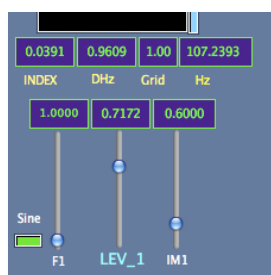 0.0391 0.9609 1.00 107.2393
INDEX DHz Grid Hz
1.0000 0.7172 0.6000
Sine
F1 LEV_1 IM1